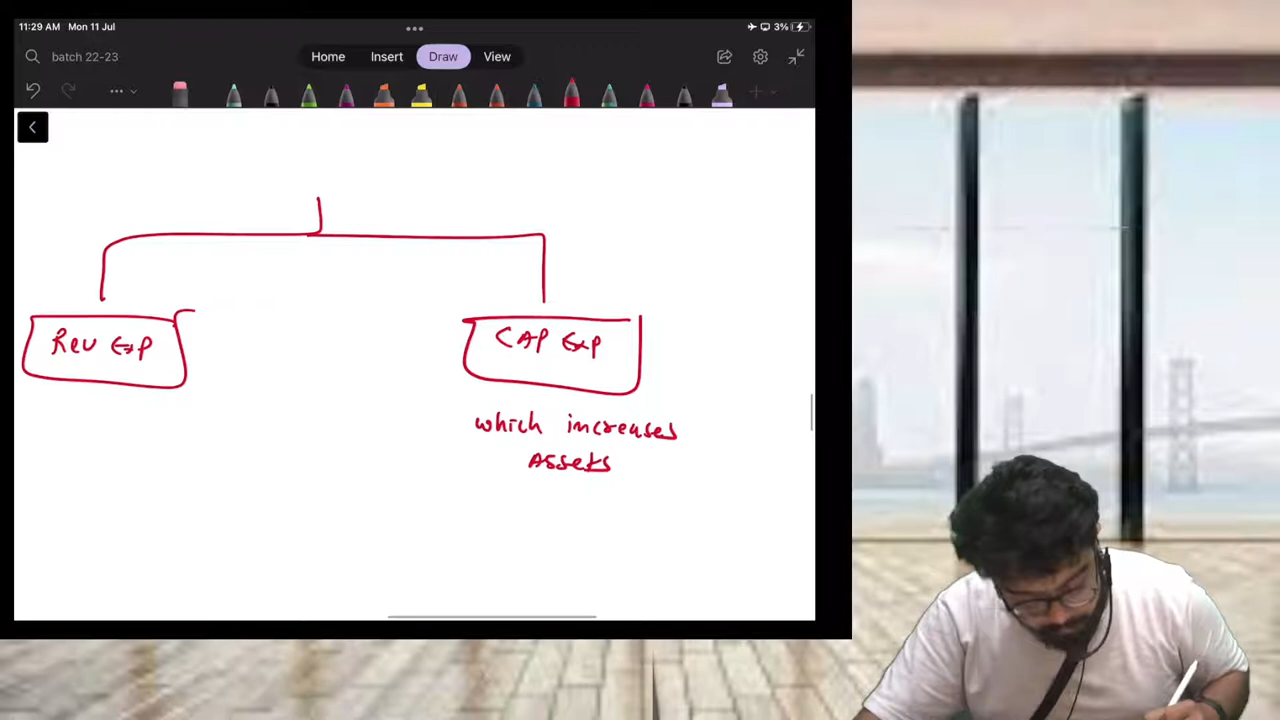 11:29 AM Mon 11 Jul
3%
batch 22-23
Home Insert Draw View
Rev Exp
CAP Exp
which increases
Assets